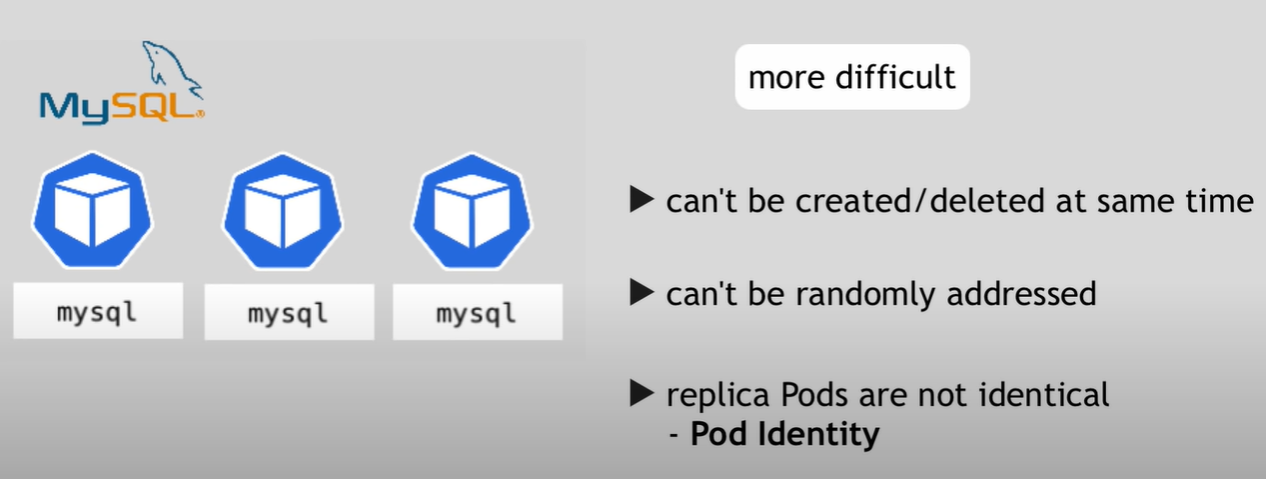 MySQL®
mysql
mysql
mysql
more difficult
▶ can't be created/deleted at same time
▶ can't be randomly addressed
▶ replica Pods are not identical
- Pod Identity